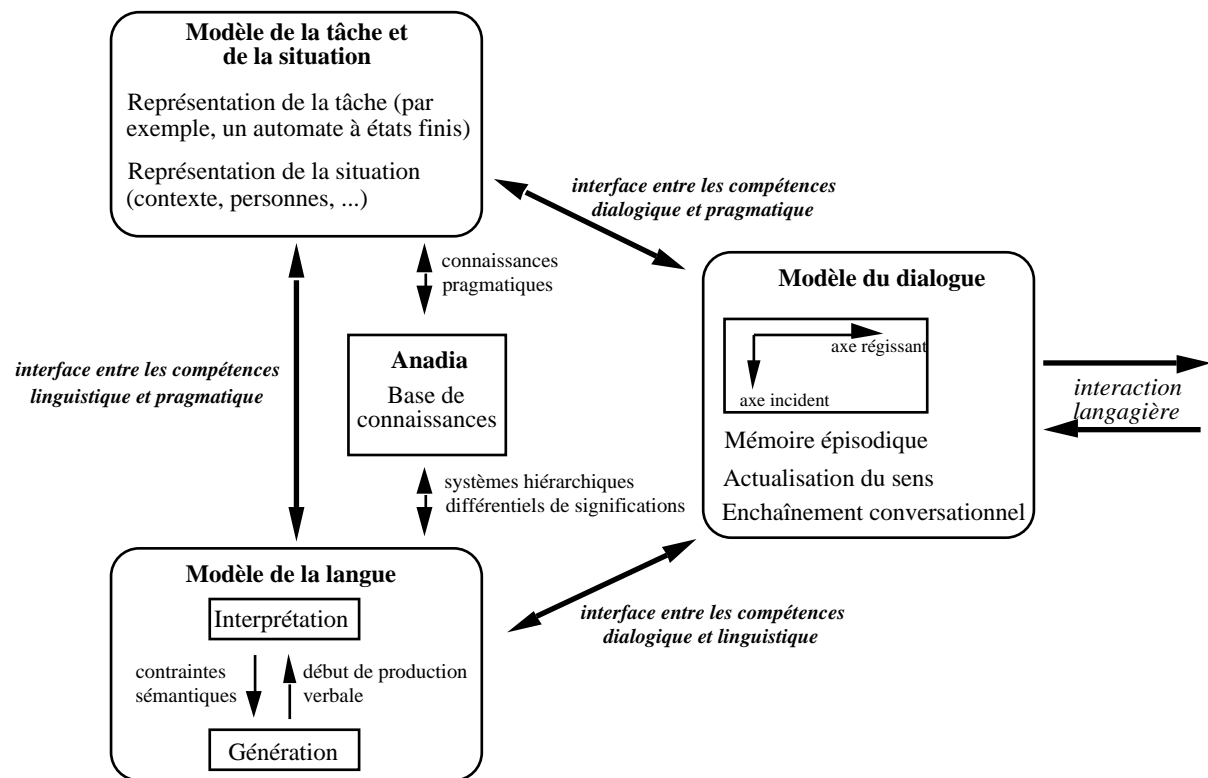 Modèle de la tâche et
de la situation
Représentation de la tâche (par
exemple, un automate à états finis)
Représentation de la situation
(contexte, personnes, ...)
interface entre les compétences
dialogique et pragmatique
connaissances
pragmatiques
Modèle du dialogue
axe régissant
axe incident
Mémoire épisodique
Actualisation du sens
Enchaînement conversationnel
interaction
langagière
Anadia
Base de
connaissances
interface entre les compétences
linguistique et pragmatique
systèmes hiérarchiques
différentiels de significations
Modèle de la langue
Interprétation
contraintes
sémantiques
début de production
verbale
Génération
interface entre les compétences
dialogique et linguistique